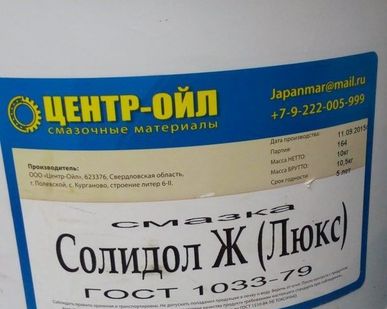 ЦЕНТР-ОЙЛ
смазочные материалы
Japanmar@mail.ru
+7-9-222-005-999
Производитель:
ООО «Центр-Ойл», 623376, Свердловская область,
г. Полевской, с. Курганово, строение литер 6-II.
Дата производства: 11.03.2015г
Партия: 164
Масса НЕТТО: 10кг
Масса БРУТТО: 10,5кг
Срок годности: 5 лет
смазка
Солидол Ж (Люкс)
ГОСТ 1033-79